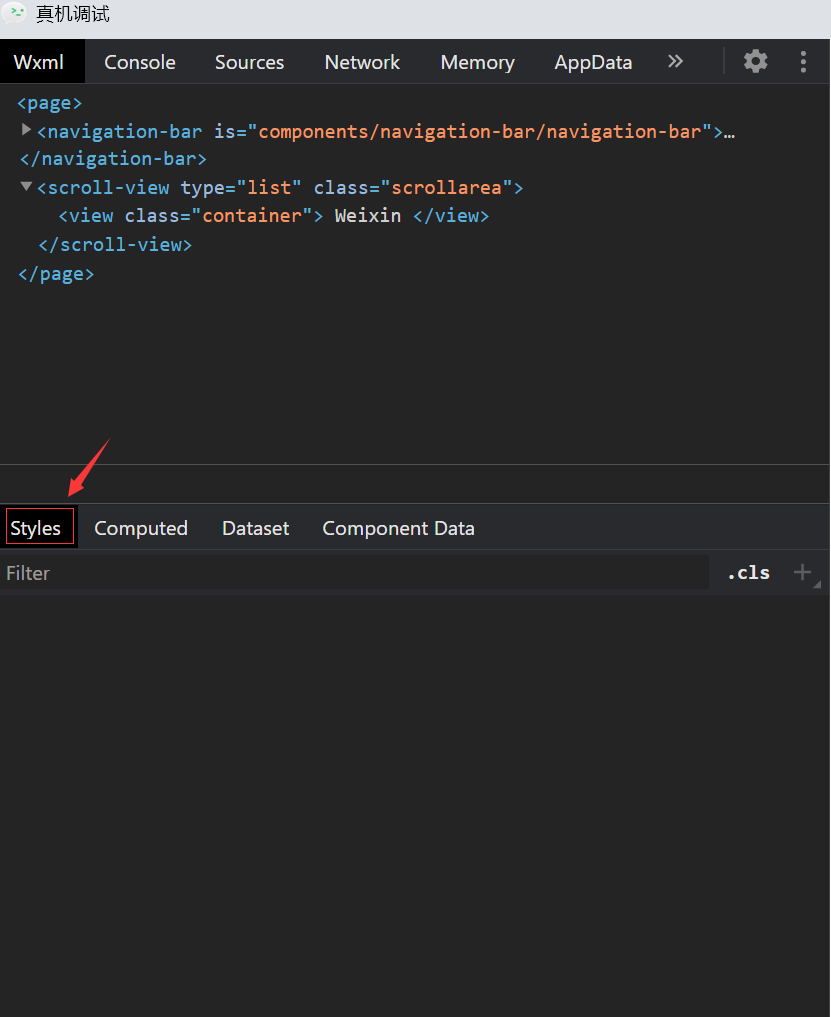 真机调试
Wxml Console Sources Network Memory AppData
<page>
<navigation-bar is="components/navigation-bar/navigation-bar">…
</navigation-bar>
<scroll-view type="list" class="scrollarea">
<view class="container"> Weixin </view>
</scroll-view>
</page>
Styles Computed Dataset Component Data
Filter .cls